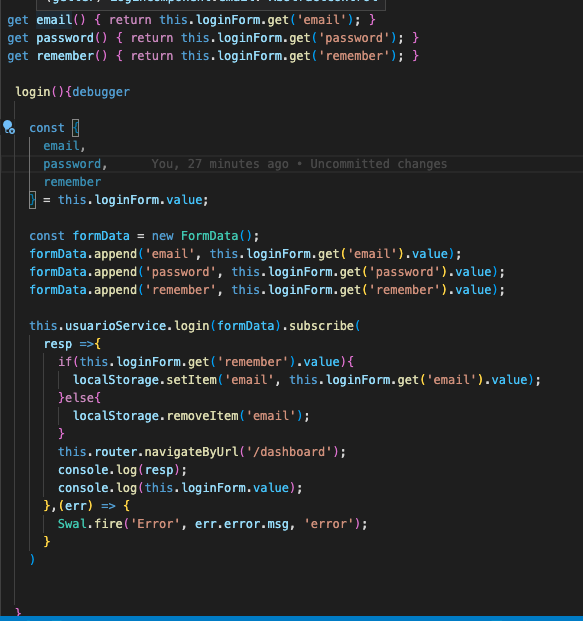 get email() { return this.loginForm.get('email'); }
get password() { return this.loginForm.get('password'); }
get remember() { return this.loginForm.get('remember'); }
login(){debugger
const {
email,
password, You, 27 minutes ago • Uncommitted changes
remember
} = this.loginForm.value;
const formData = new FormData();
formData.append('email', this.loginForm.get('email').value);
formData.append('password', this.loginForm.get('password').value);
formData.append('remember', this.loginForm.get('remember').value);
this.usuarioService.login(formData).subscribe(
resp =>{
if(this.loginForm.get('remember').value){
localStorage.setItem('email', this.loginForm.get('email').value);
}else{
localStorage.removeItem('email');
}
this.router.navigateByUrl('/dashboard');
console.log(resp);
console.log(this.loginForm.value);
},(err) => {
Swal.fire('Error', err.error.msg, 'error');
}
)
}